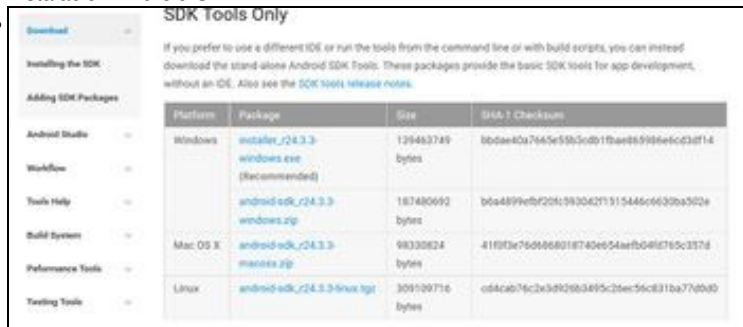 SDK Tools Only
Download
If you prefer to use a different IDE or run the tools from the command line or with build scripts, you can instead
Installing the SDK
download the stand-alone Android SDK Tools. These packages provide the basic SDK tools for app development,
without an IDE. Also see the SDK tools release notes.
Adding SDK Packages
Platform Package Size SHA-1 Checksum
Android Studio
Windows installer_r24.3.3- 139463749
windows.exe bytes
Workflow
(Recommended)
Tools Help
android-sdk_r24.3.3- 187480692
windows.zip bytes
Build System
Mac OS X android-sdk_r24.3.3- 98330824
macosx.zip bytes
Peformance Tools
Linux android-sdk_r24.3.3-linux.tgz 309109716
bytes
Testing Tools